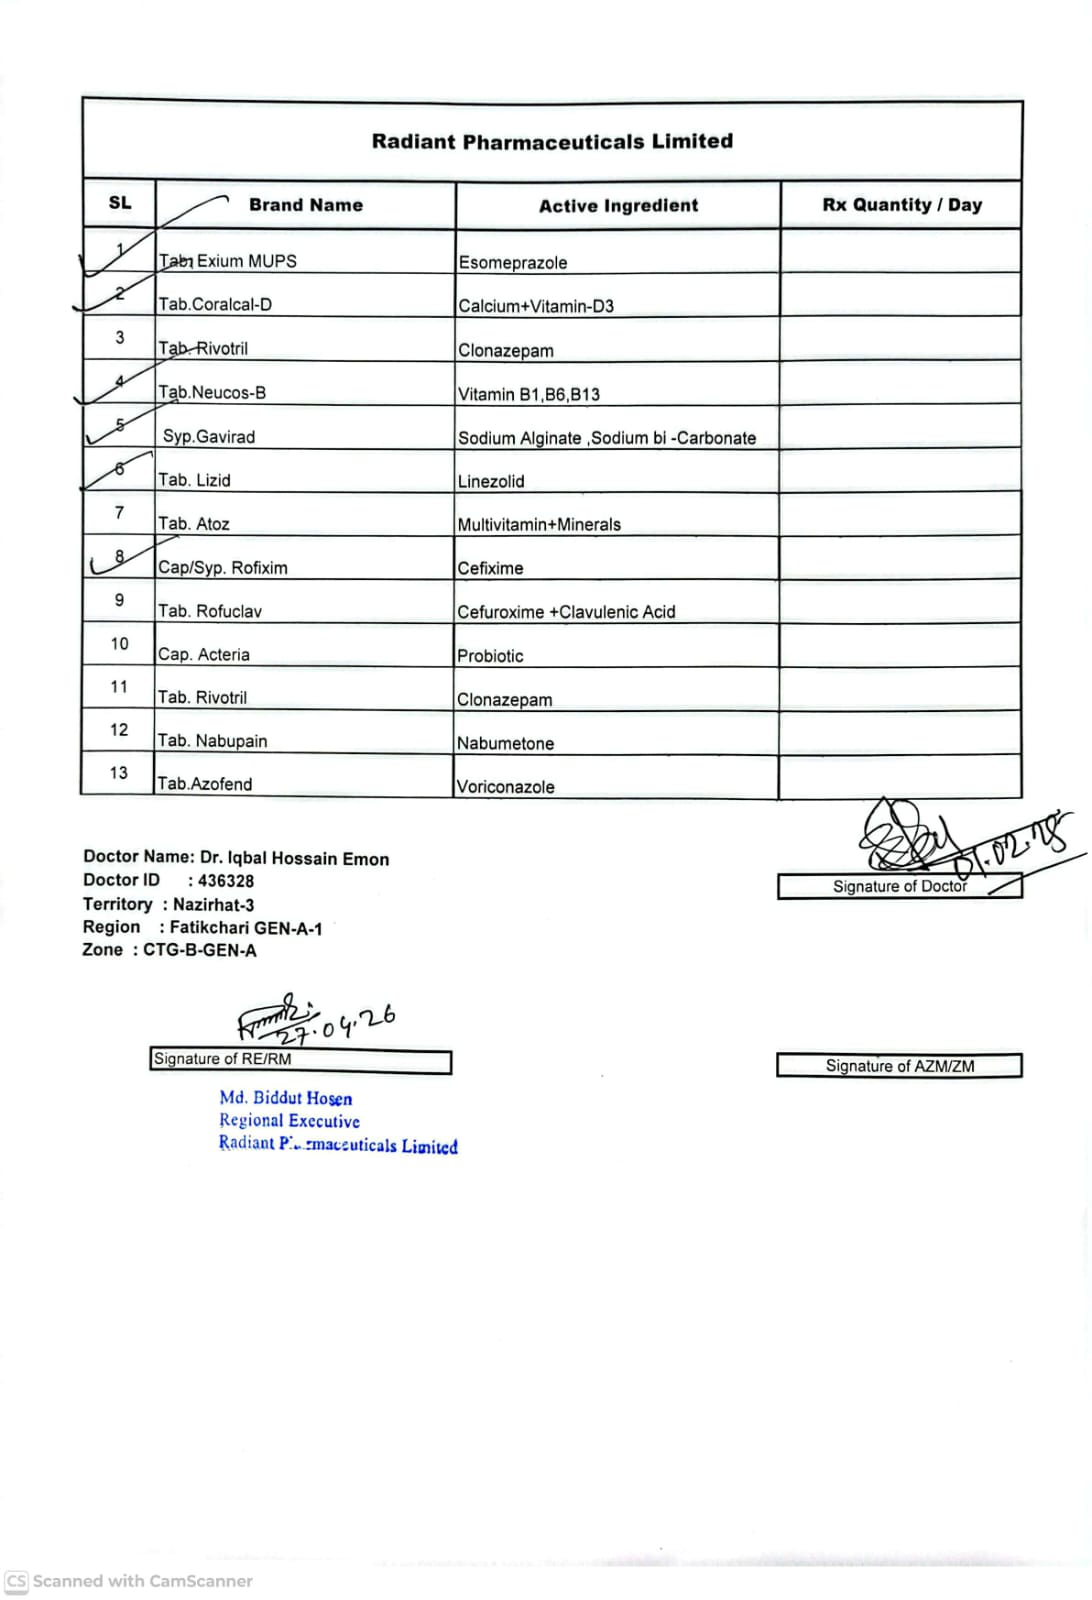 Radiant Pharmaceuticals Limited
SL Brand Name Active Ingredient Rx Quantity / Day
1 Tab. Exium MUPS Esomeprazole
2 Tab.Coralcal-D Calcium+Vitamin-D3
3 Tab. Rivotril Clonazepam
4 Tab.Neucos-B Vitamin B1,B6,B13
5 Syp.Gavirad Sodium Alginate ,Sodium bi -Carbonate
6 Tab. Lizid Linezolid
7 Tab. Atoz Multivitamin+Minerals
8 Cap/Syp. Rofixim Cefixime
9 Tab. Rofuclav Cefuroxime +Clavulenic Acid
10 Cap. Acteria Probiotic
11 Tab. Rivotril Clonazepam
12 Tab. Nabupain Nabumetone
13 Tab.Azofend Voriconazole
Doctor Name: Dr. Iqbal Hossain Emon
Doctor ID : 436328
Territory : Nazirhat-3
Region : Fatikchari GEN-A-1
Zone : CTG-B-GEN-A
Signature of Doctor
27.04.26
Signature of RE/RM
Signature of AZM/ZM
Md. Biddut Hosen
Regional Executive
Radiant Pharmaceuticals Limited
CS Scanned with CamScanner